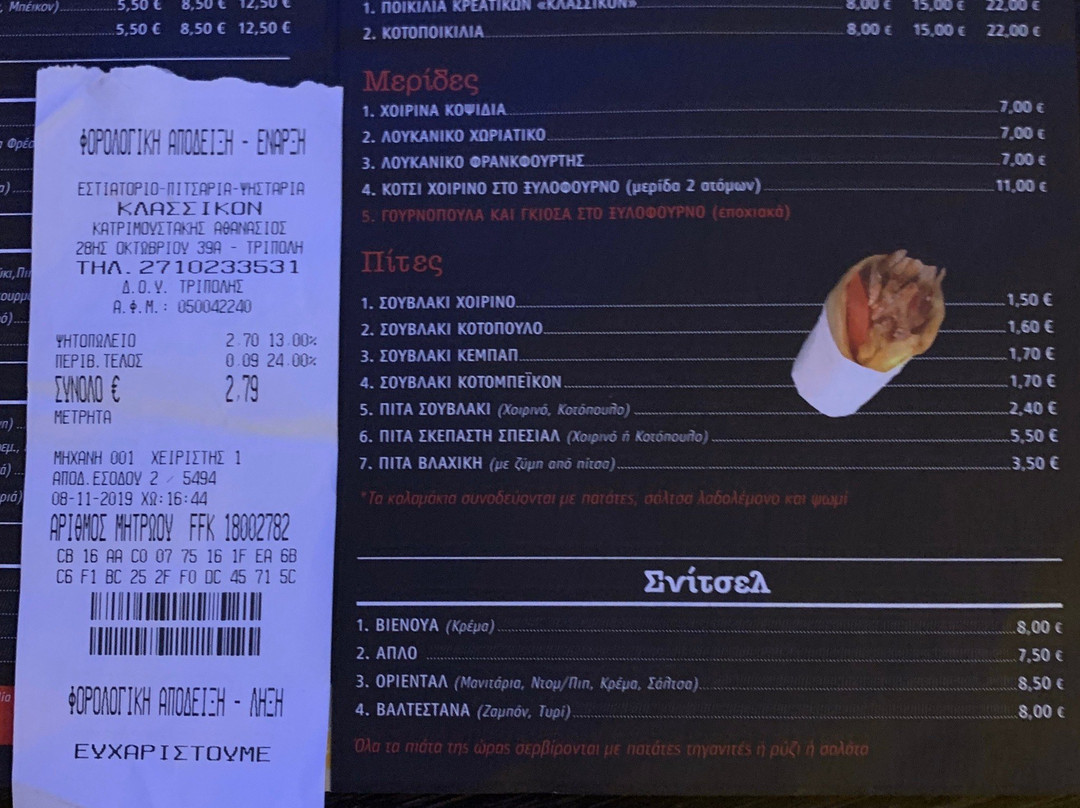 , Μπέικον) 5,50 € 8,50 € 12,50 €
5,50 € 8,50 € 12,50 €
ΦΟΡΟΛΟΓΙΚΗ ΑΠΟΔΕΙΞΗ - ΕΝΑΡΞΗ
ΕΣΤΙΑΤΟΡΙΟ-ΠΙΤΣΑΡΙΑ-ΨΗΣΤΑΡΙΑ
ΚΛΑΣΣΙΚΟΝ
ΚΑΤΡΙΜΟΥΣΤΑΚΗΣ ΑΘΑΝΑΣΙΟΣ
28ΗΣ ΟΚΤΩΒΡΙΟΥ 39Α - ΤΡΙΠΟΛΗ
ΤΗΛ. 2710233531
Δ.Ο.Υ. ΤΡΙΠΟΛΗΣ
Α.Φ.Μ.: 050042240
ΨΗΤΟΠΩΛΕΙΟ 2.70 13.00%
ΠΕΡΙΒ.ΤΕΛΟΣ 0.09 24.00%
ΣΥΝΟΛΟ € 2,79
ΜΕΤΡΗΤΑ
ΜΗΧΑΝΗ 001 ΧΕΙΡΙΣΤΗΣ 1
ΑΠΟΔ.ΕΣΟΔΟΥ 2 / 5494
08-11-2019 ΧΩ:16:44
ΑΡΙΘΜΟΣ ΜΗΤΡΩΟΥ FFK 18002782
CB 16 AA C0 07 75 16 1F EA 6B
C6 F1 BC 25 2F F0 DC 45 71 5C
ΦΟΡΟΛΟΓΙΚΗ ΑΠΟΔΕΙΞΗ - ΛΗΞΗ
ΕΥΧΑΡΙΣΤΟΥΜΕ
1. ΠΟΙΚΙΛΙΑ ΚΡΕΑΤΙΚΩΝ «ΚΛΑΣΣΙΚΟΝ» 8,00 € 15,00 € 22,00 €
2. ΚΟΤΟΠΟΙΚΙΛΙΑ 8,00 € 15,00 € 22,00 €
Μερίδες
1. ΧΟΙΡΙΝΑ ΚΟΨΙΔΙΑ 7,00 €
2. ΛΟΥΚΑΝΙΚΟ ΧΩΡΙΑΤΙΚΟ 7,00 €
3. ΛΟΥΚΑΝΙΚΟ ΦΡΑΝΚΦΟΥΡΤΗΣ 7,00 €
4. ΚΟΤΣΙ ΧΟΙΡΙΝΟ ΣΤΟ ΞΥΛΟΦΟΥΡΝΟ (μερίδα 2 ατόμων) 11,00 €
5. ΓΟΥΡΝΟΠΟΥΛΑ ΚΑΙ ΓΚΙΟΣΑ ΣΤΟ ΞΥΛΟΦΟΥΡΝΟ (εποχιακά)
Πίτες
1. ΣΟΥΒΛΑΚΙ ΧΟΙΡΙΝΟ 1,50 €
2. ΣΟΥΒΛΑΚΙ ΚΟΤΟΠΟΥΛΟ 1,60 €
3. ΣΟΥΒΛΑΚΙ ΚΕΜΠΑΠ 1,70 €
4. ΣΟΥΒΛΑΚΙ ΚΟΤΟΜΠΕΪΚΟΝ 1,70 €
5. ΠΙΤΑ ΣΟΥΒΛΑΚΙ (Χοιρινό, Κοτόπουλο) 2,40 €
6. ΠΙΤΑ ΣΚΕΠΑΣΤΗ ΣΠΕΣΙΑΛ (Χοιρινό ή Κοτόπουλο) 5,50 €
7. ΠΙΤΑ ΒΛΑΧΙΚΗ (με ζύμη από πίτσα) 3,50 €
*Τα καλαμάκια συνοδεύονται με πατάτες, σάλτσα λαδολέμονο και ψωμί
Σνίτσελ
1. ΒΙΕΝΟΥΑ (Κρέμα) 8,00 €
2. ΑΠΛΟ 7,50 €
3. ΟΡΙΕΝΤΑΛ (Μανιτάρια, Ντομ/Πιπ, Κρέμα, Σάλτσα) 8,50 €
4. ΒΑΛΤΕΣΤΑΝΑ (Ζαμπόν, Τυρί) 8,00 €
Όλα τα πιάτα της ώρας σερβίρονται με πατάτες τηγανιτές ή ρύζι ή σαλάτα